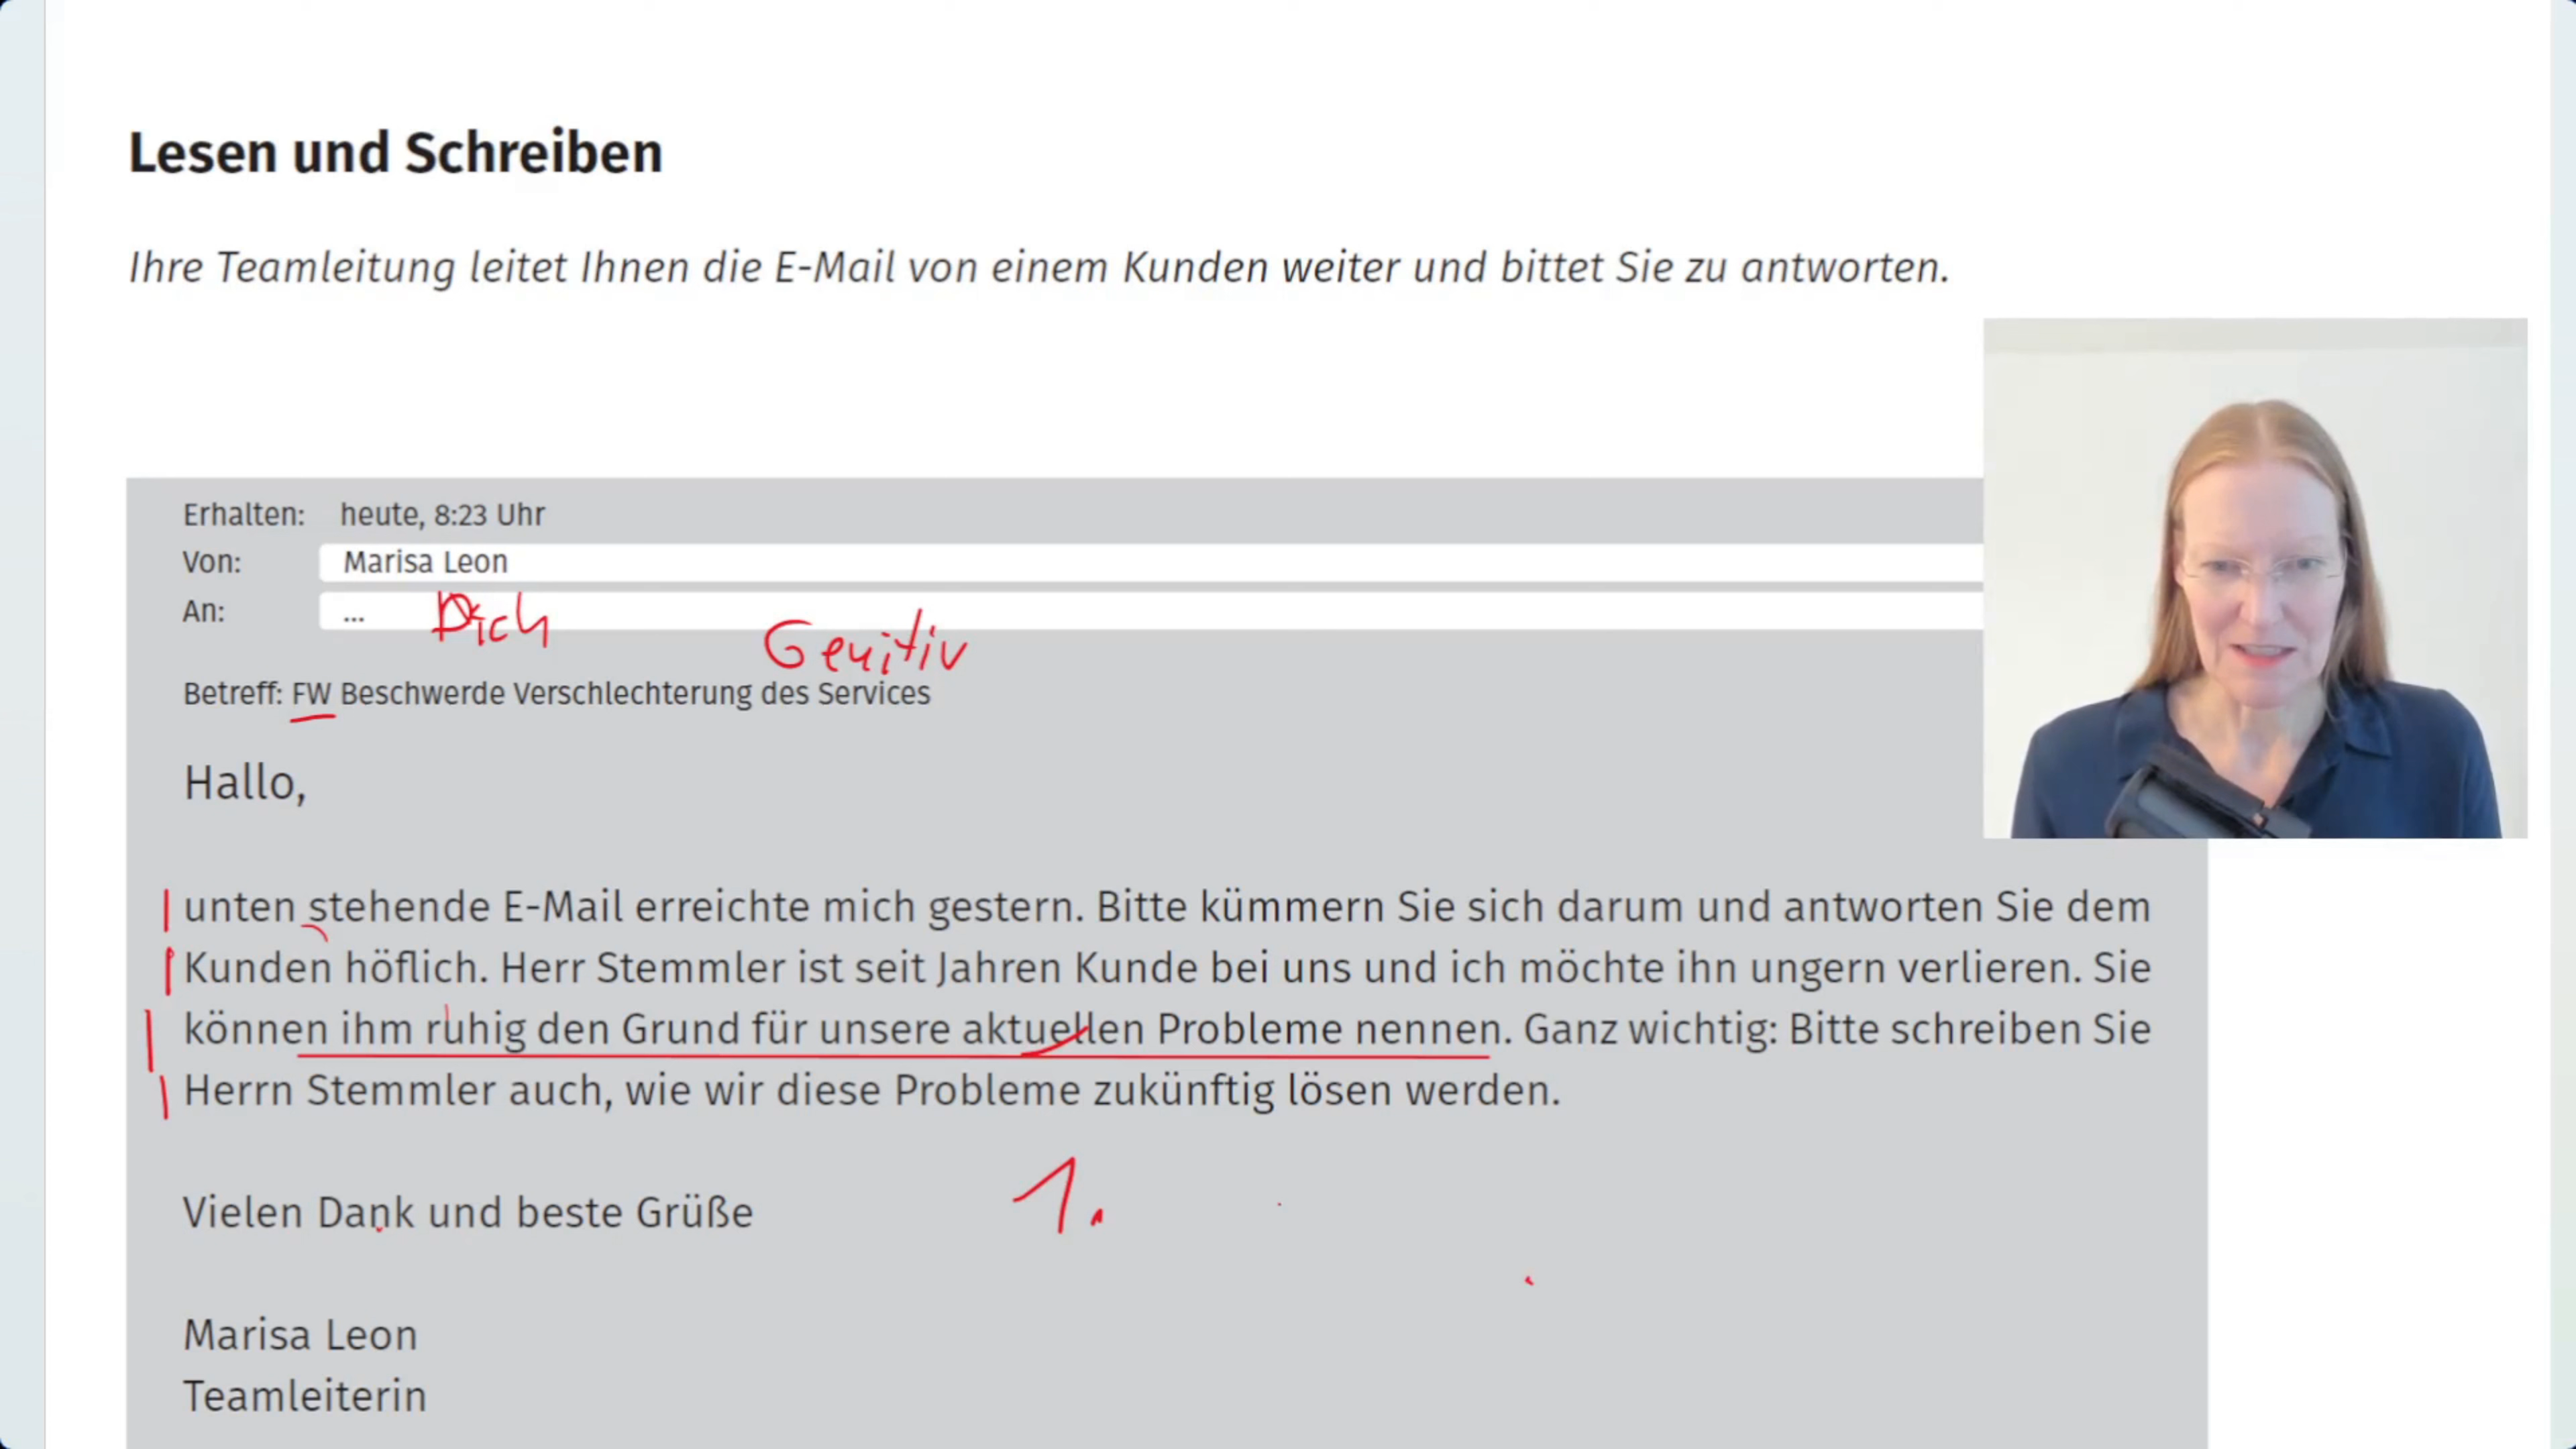 Lesen und Schreiben
Ihre Teamleitung leitet Ihnen die E-Mail von einem Kunden weiter und bittet Sie zu antworten.
Erhalten: heute, 8:23 Uhr
Von: Marisa Leon
An: ... Dich
Genitiv
Betreff: FW Beschwerde Verschlechterung des Services
Hallo,
unten stehende E-Mail erreichte mich gestern. Bitte kümmern Sie sich darum und antworten Sie dem
Kunden höflich. Herr Stemmler ist seit Jahren Kunde bei uns und ich möchte ihn ungern verlieren. Sie
können ihm ruhig den Grund für unsere aktuellen Probleme nennen. Ganz wichtig: Bitte schreiben Sie
Herrn Stemmler auch, wie wir diese Probleme zukünftig lösen werden.
1.
Vielen Dank und beste Grüße
Marisa Leon
Teamleiterin